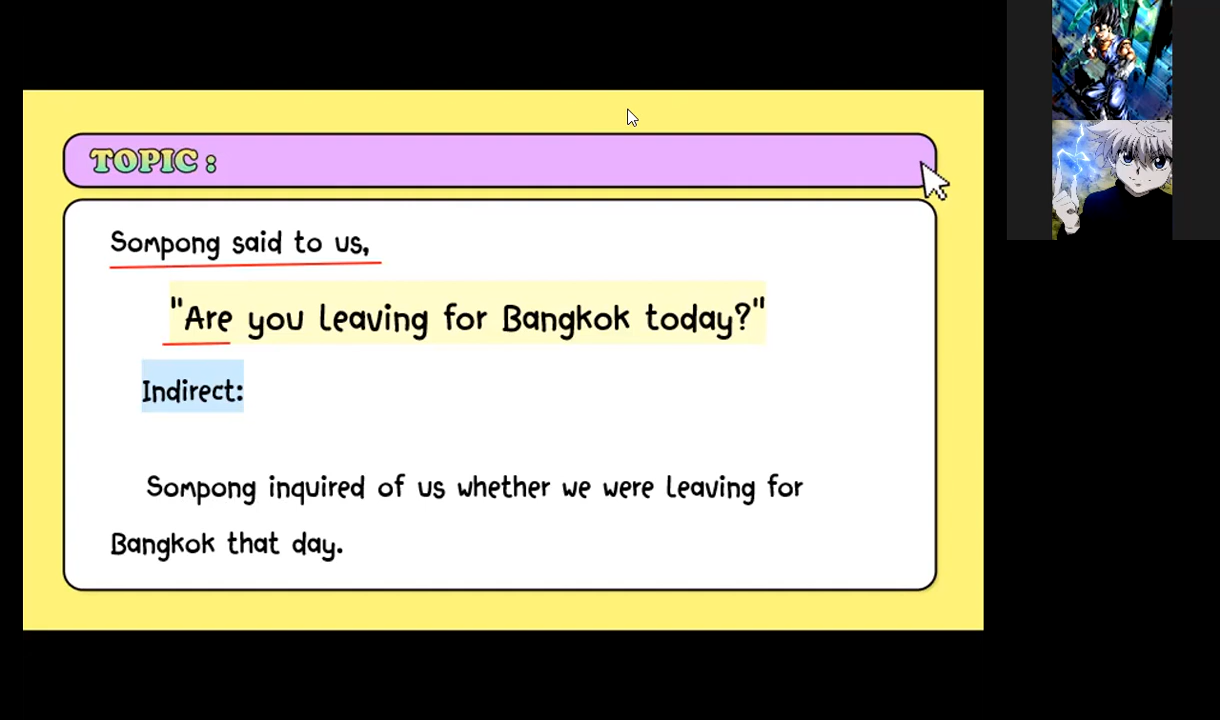 TOPIC :
Sompong said to us,
"Are you leaving for Bangkok today?"
Indirect:
Sompong inquired of us whether we were leaving for
Bangkok that day.